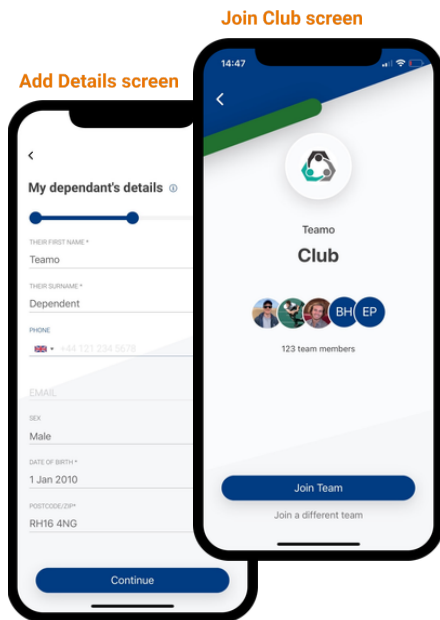 Join Club screen
Add Details screen
My dependant's details
THEIR FIRST NAME *
Teamo
THEIR SURNAME *
Dependent
PHONE
+44 121 234 5678
EMAIL
SEX
Male
DATE OF BIRTH *
1 Jan 2010
POSTCODE/ZIP*
RH16 4NG
Continue
14:47
Teamo
Club
BH
EP
123 team members
Join Team
Join a different team